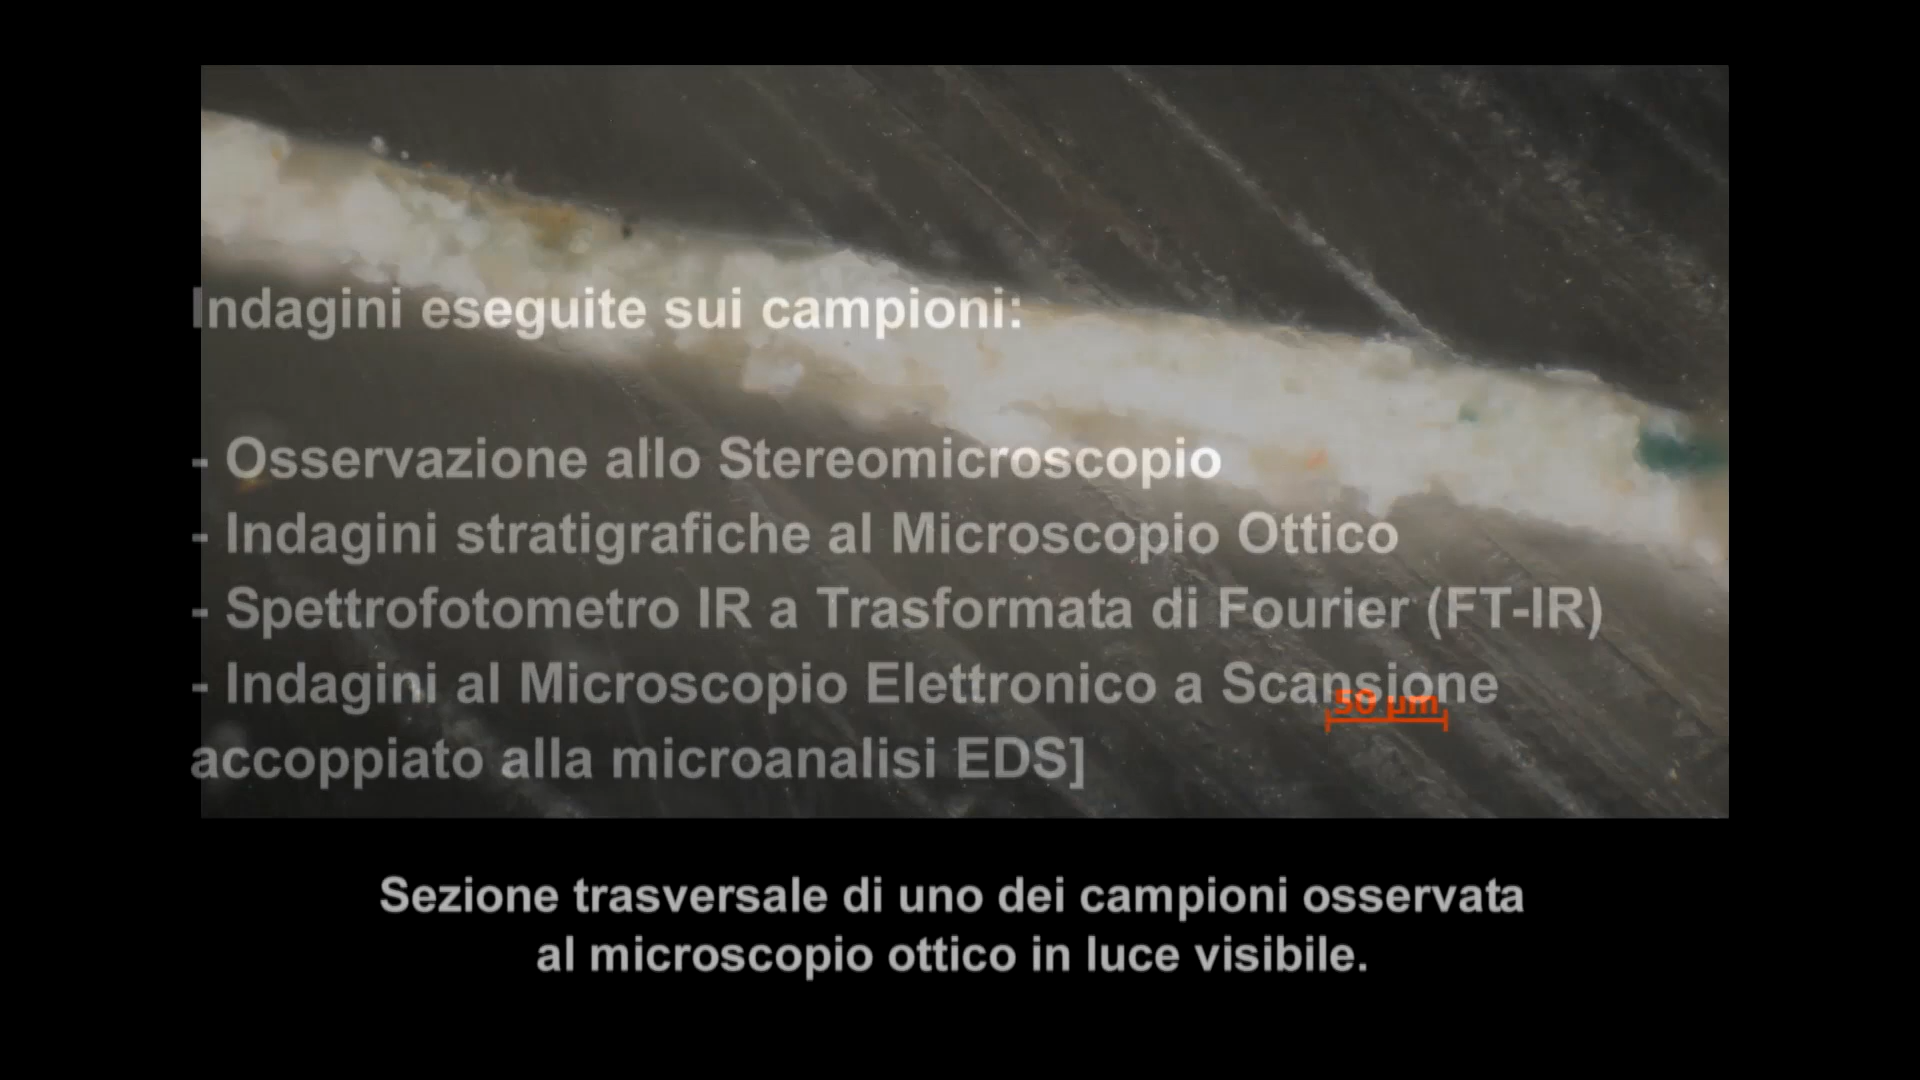 Indagini eseguite sui campioni:
- Osservazione allo Stereomicroscopio
- Indagini stratigrafiche al Microscopio Ottico
- Spettrofotometro IR a Trasformata di Fourier (FT-IR)
- Indagini al Microscopio Elettronico a Scansione
50 µm
accoppiato alla microanalisi EDS]
Sezione trasversale di uno dei campioni osservata
al microscopio ottico in luce visibile.